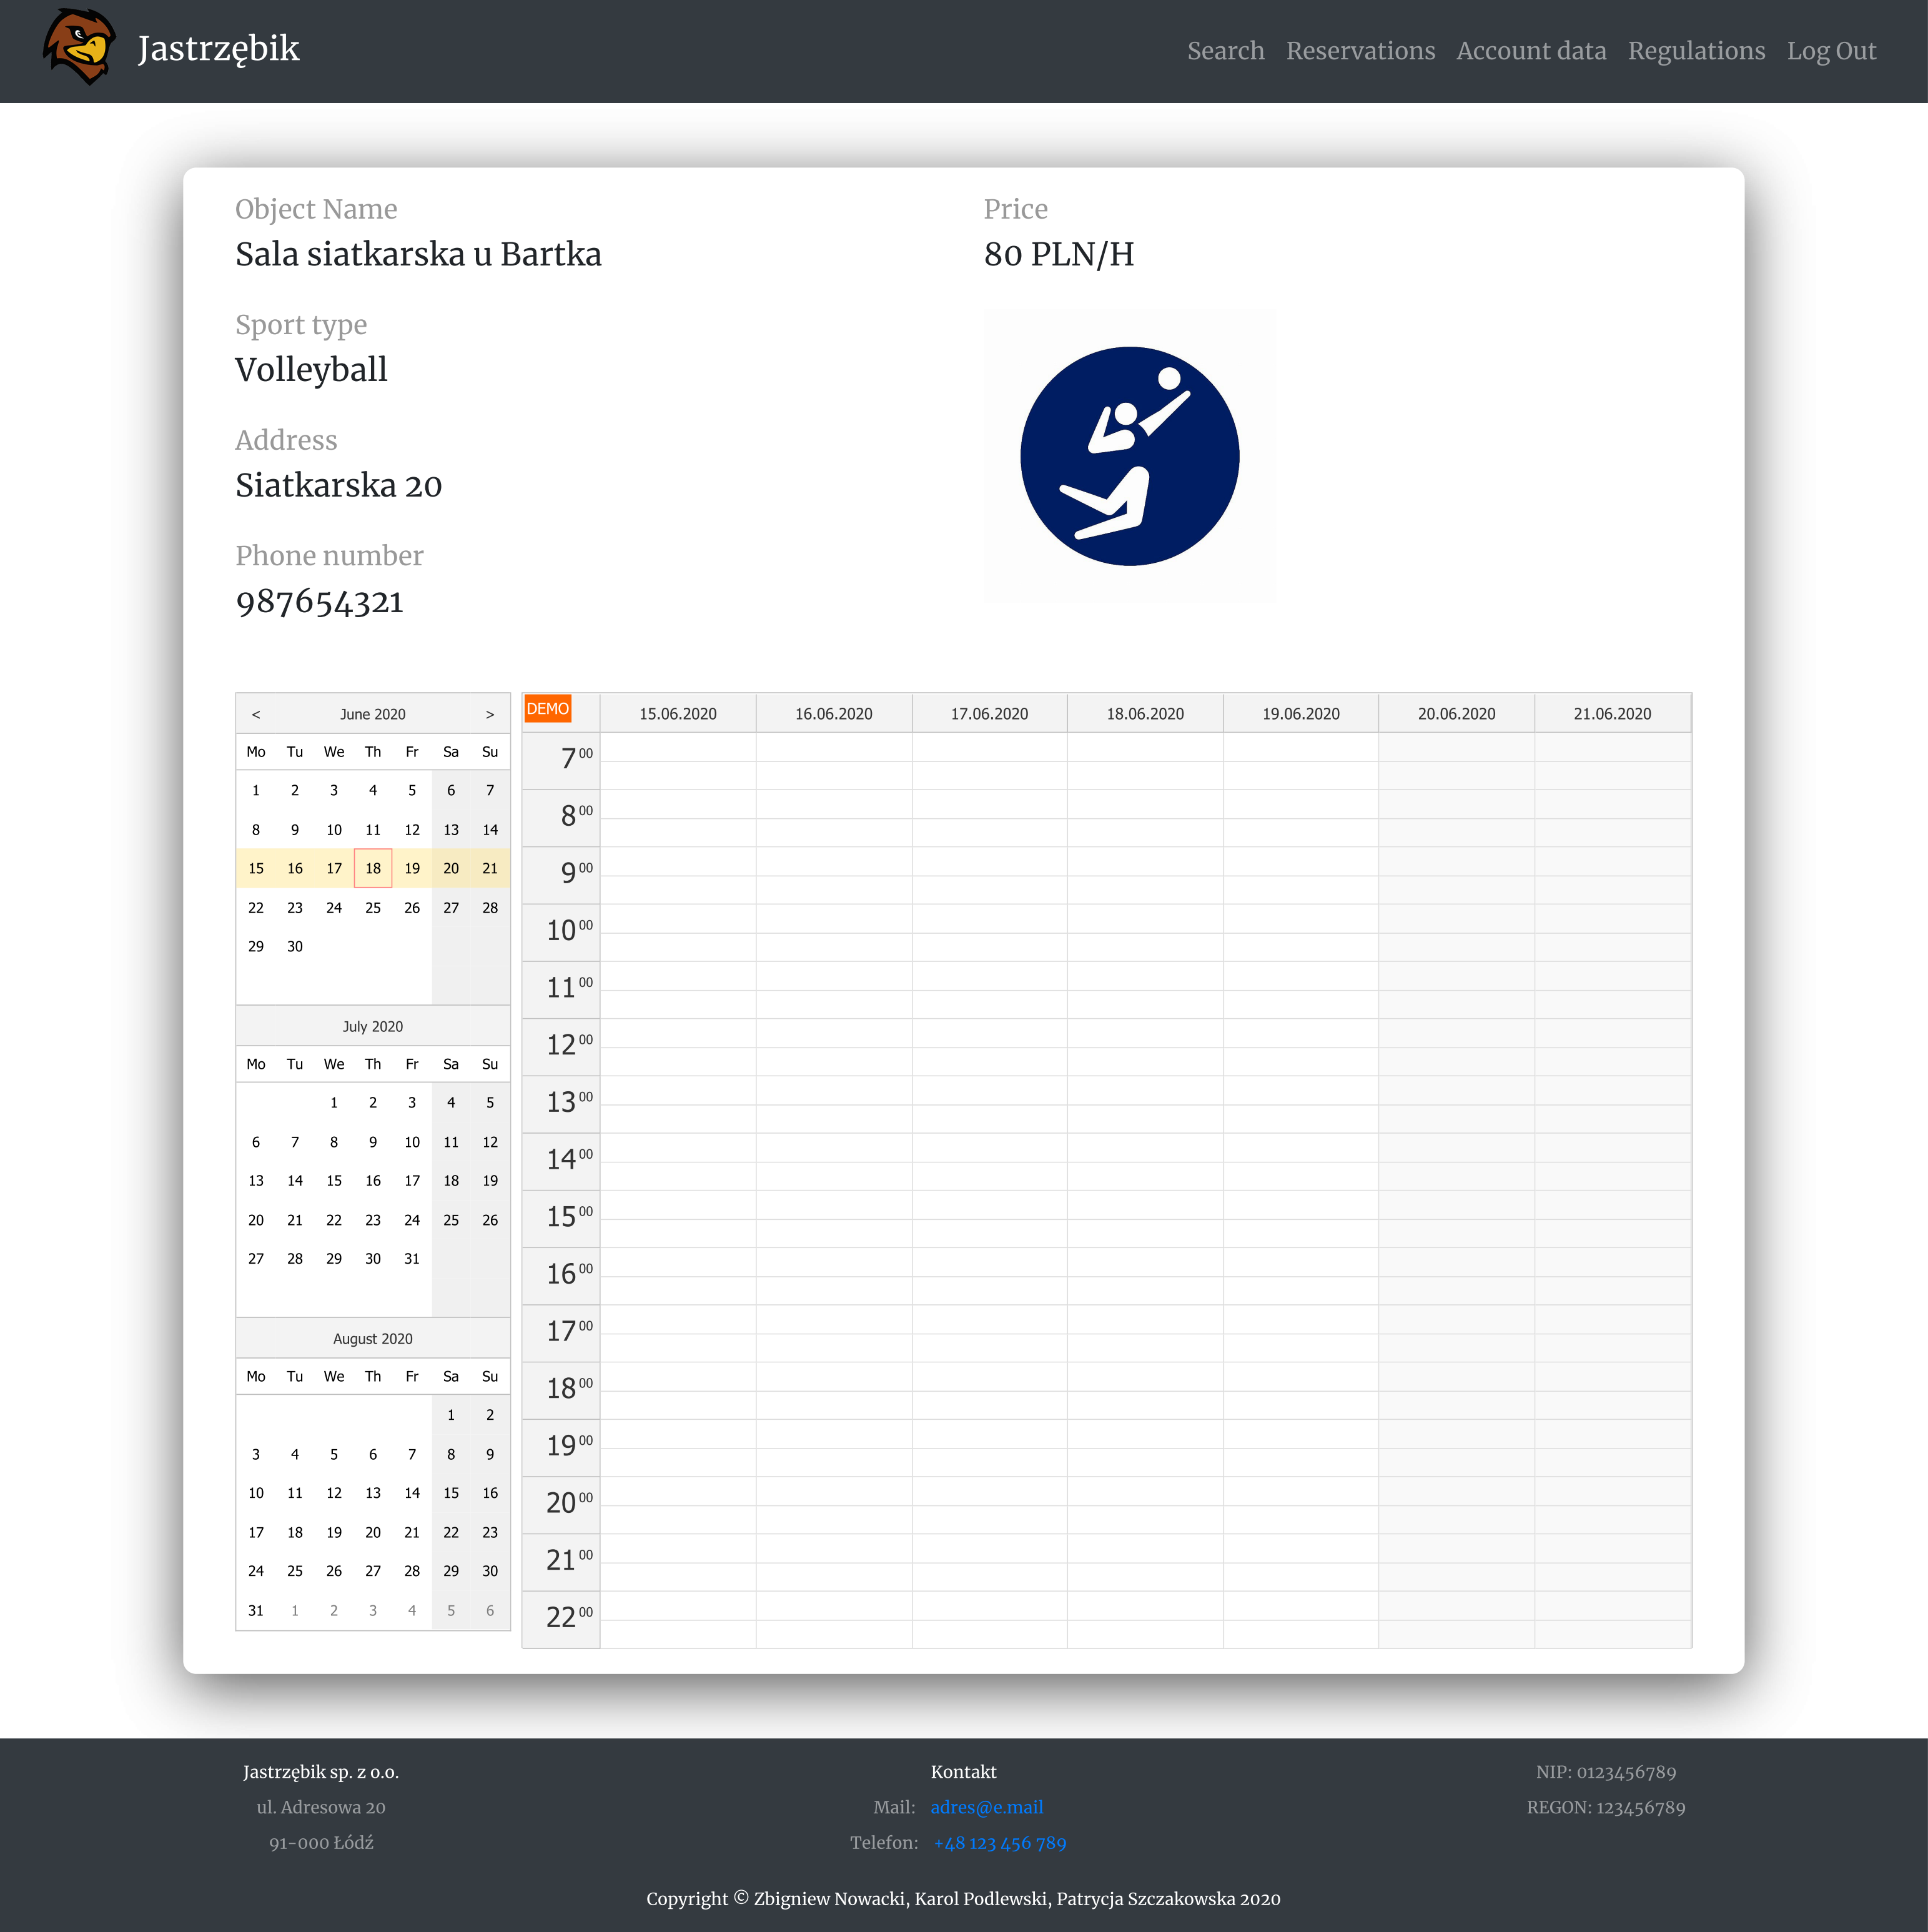 Jastrzębik
Search Reservations Account data Regulations Log Out
Object Name
Sala siatkarska u Bartka
Sport type
Volleyball
Address
Siatkarska 20
Phone number
987654321
Price
80 PLN/H
< June 2020 >
Mo Tu We Th Fr Sa Su
1 2 3 4 5 6 7
8 9 10 11 12 13 14
15 16 17 18 19 20 21
22 23 24 25 26 27 28
29 30
July 2020
Mo Tu We Th Fr Sa Su
1 2 3 4 5
6 7 8 9 10 11 12
13 14 15 16 17 18 19
20 21 22 23 24 25 26
27 28 29 30 31
August 2020
Mo Tu We Th Fr Sa Su
1 2
3 4 5 6 7 8 9
10 11 12 13 14 15 16
17 18 19 20 21 22 23
24 25 26 27 28 29 30
31 1 2 3 4 5 6
DEMO 15.06.2020 16.06.2020 17.06.2020 18.06.2020 19.06.2020 20.06.2020 21.06.2020
7 00
8 00
9 00
10 00
11 00
12 00
13 00
14 00
15 00
16 00
17 00
18 00
19 00
20 00
21 00
22 00
Jastrzębik sp. z o.o.
ul. Adresowa 20
91-000 Łódź
Kontakt
Mail: adres@e.mail
Telefon: +48 123 456 789
NIP: 0123456789
REGON: 123456789
Copyright © Zbigniew Nowacki, Karol Podlewski, Patrycja Szczakowska 2020